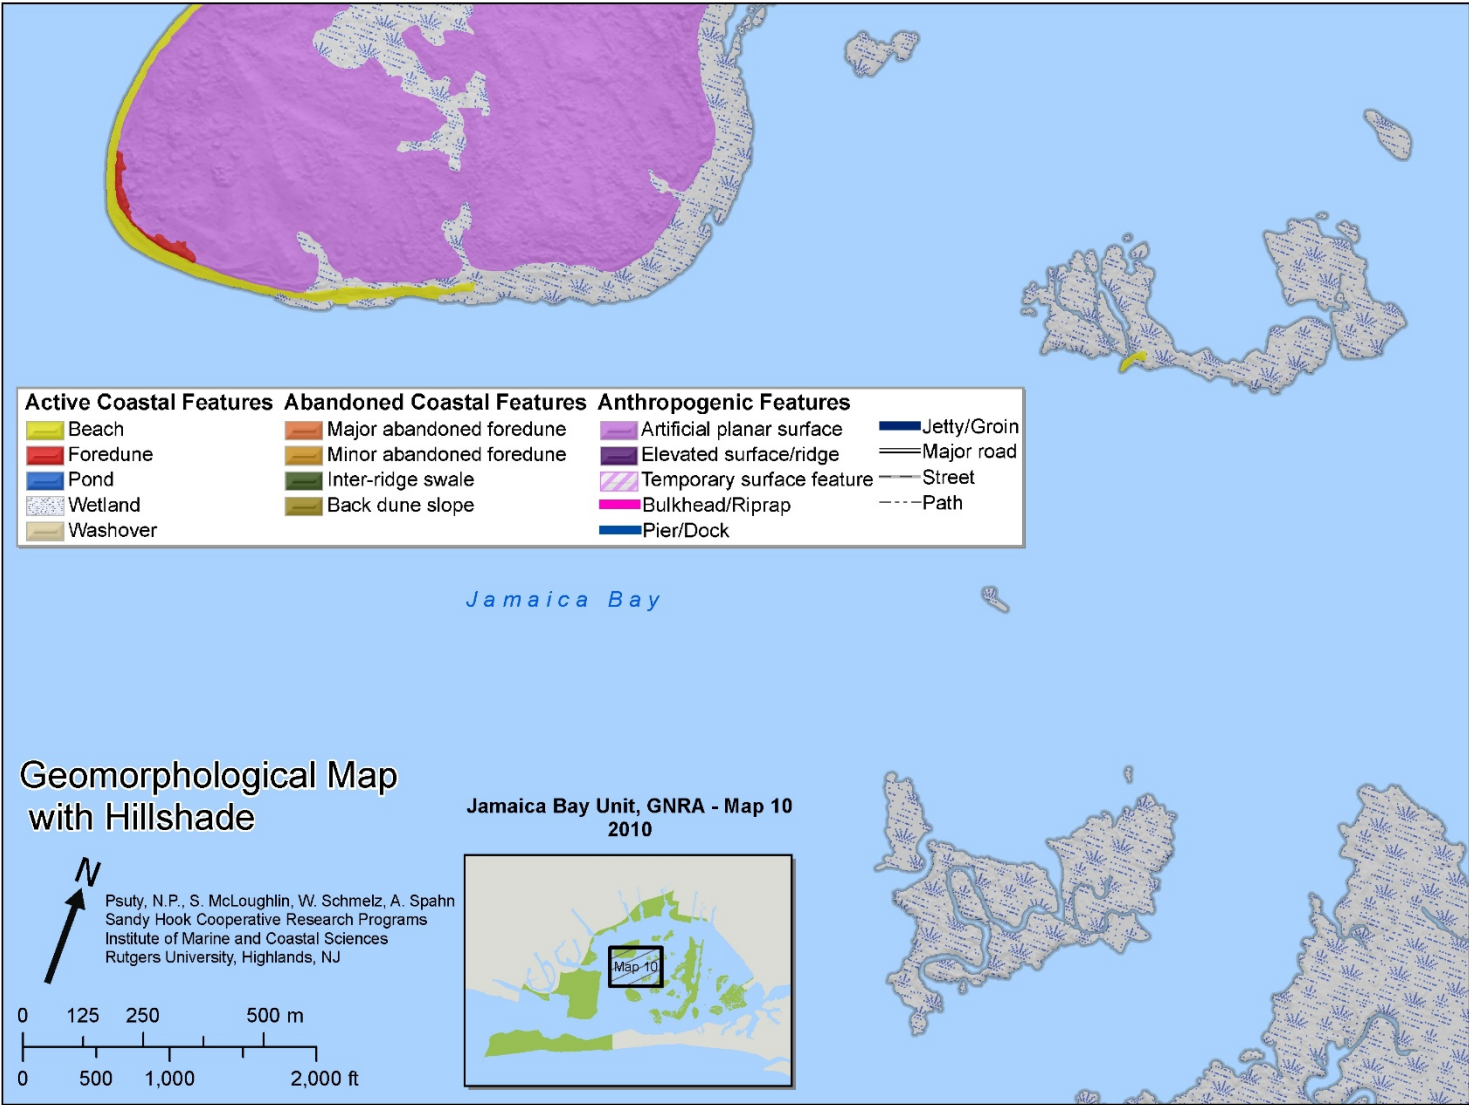 Active Coastal Features
Beach
Foredune
Pond
Wetland
Washover
Abandoned Coastal Features
Major abandoned foredune
Minor abandoned foredune
Inter-ridge swale
Back dune slope
Anthropogenic Features
Artificial planar surface
Elevated surface/ridge
Temporary surface feature
Bulkhead/Riprap
Pier/Dock
Jetty/Groin
Major road
Street
Path
Jamaica Bay
Geomorphological Map
with Hillshade
N
Psuty, N.P., S. McLoughlin, W. Schmelz, A. Spahn
Sandy Hook Cooperative Research Programs
Institute of Marine and Coastal Sciences
Rutgers University, Highlands, NJ
0 125 250 500 m
0 500 1,000 2,000 ft
Jamaica Bay Unit, GNRA - Map 10
2010
Map 10